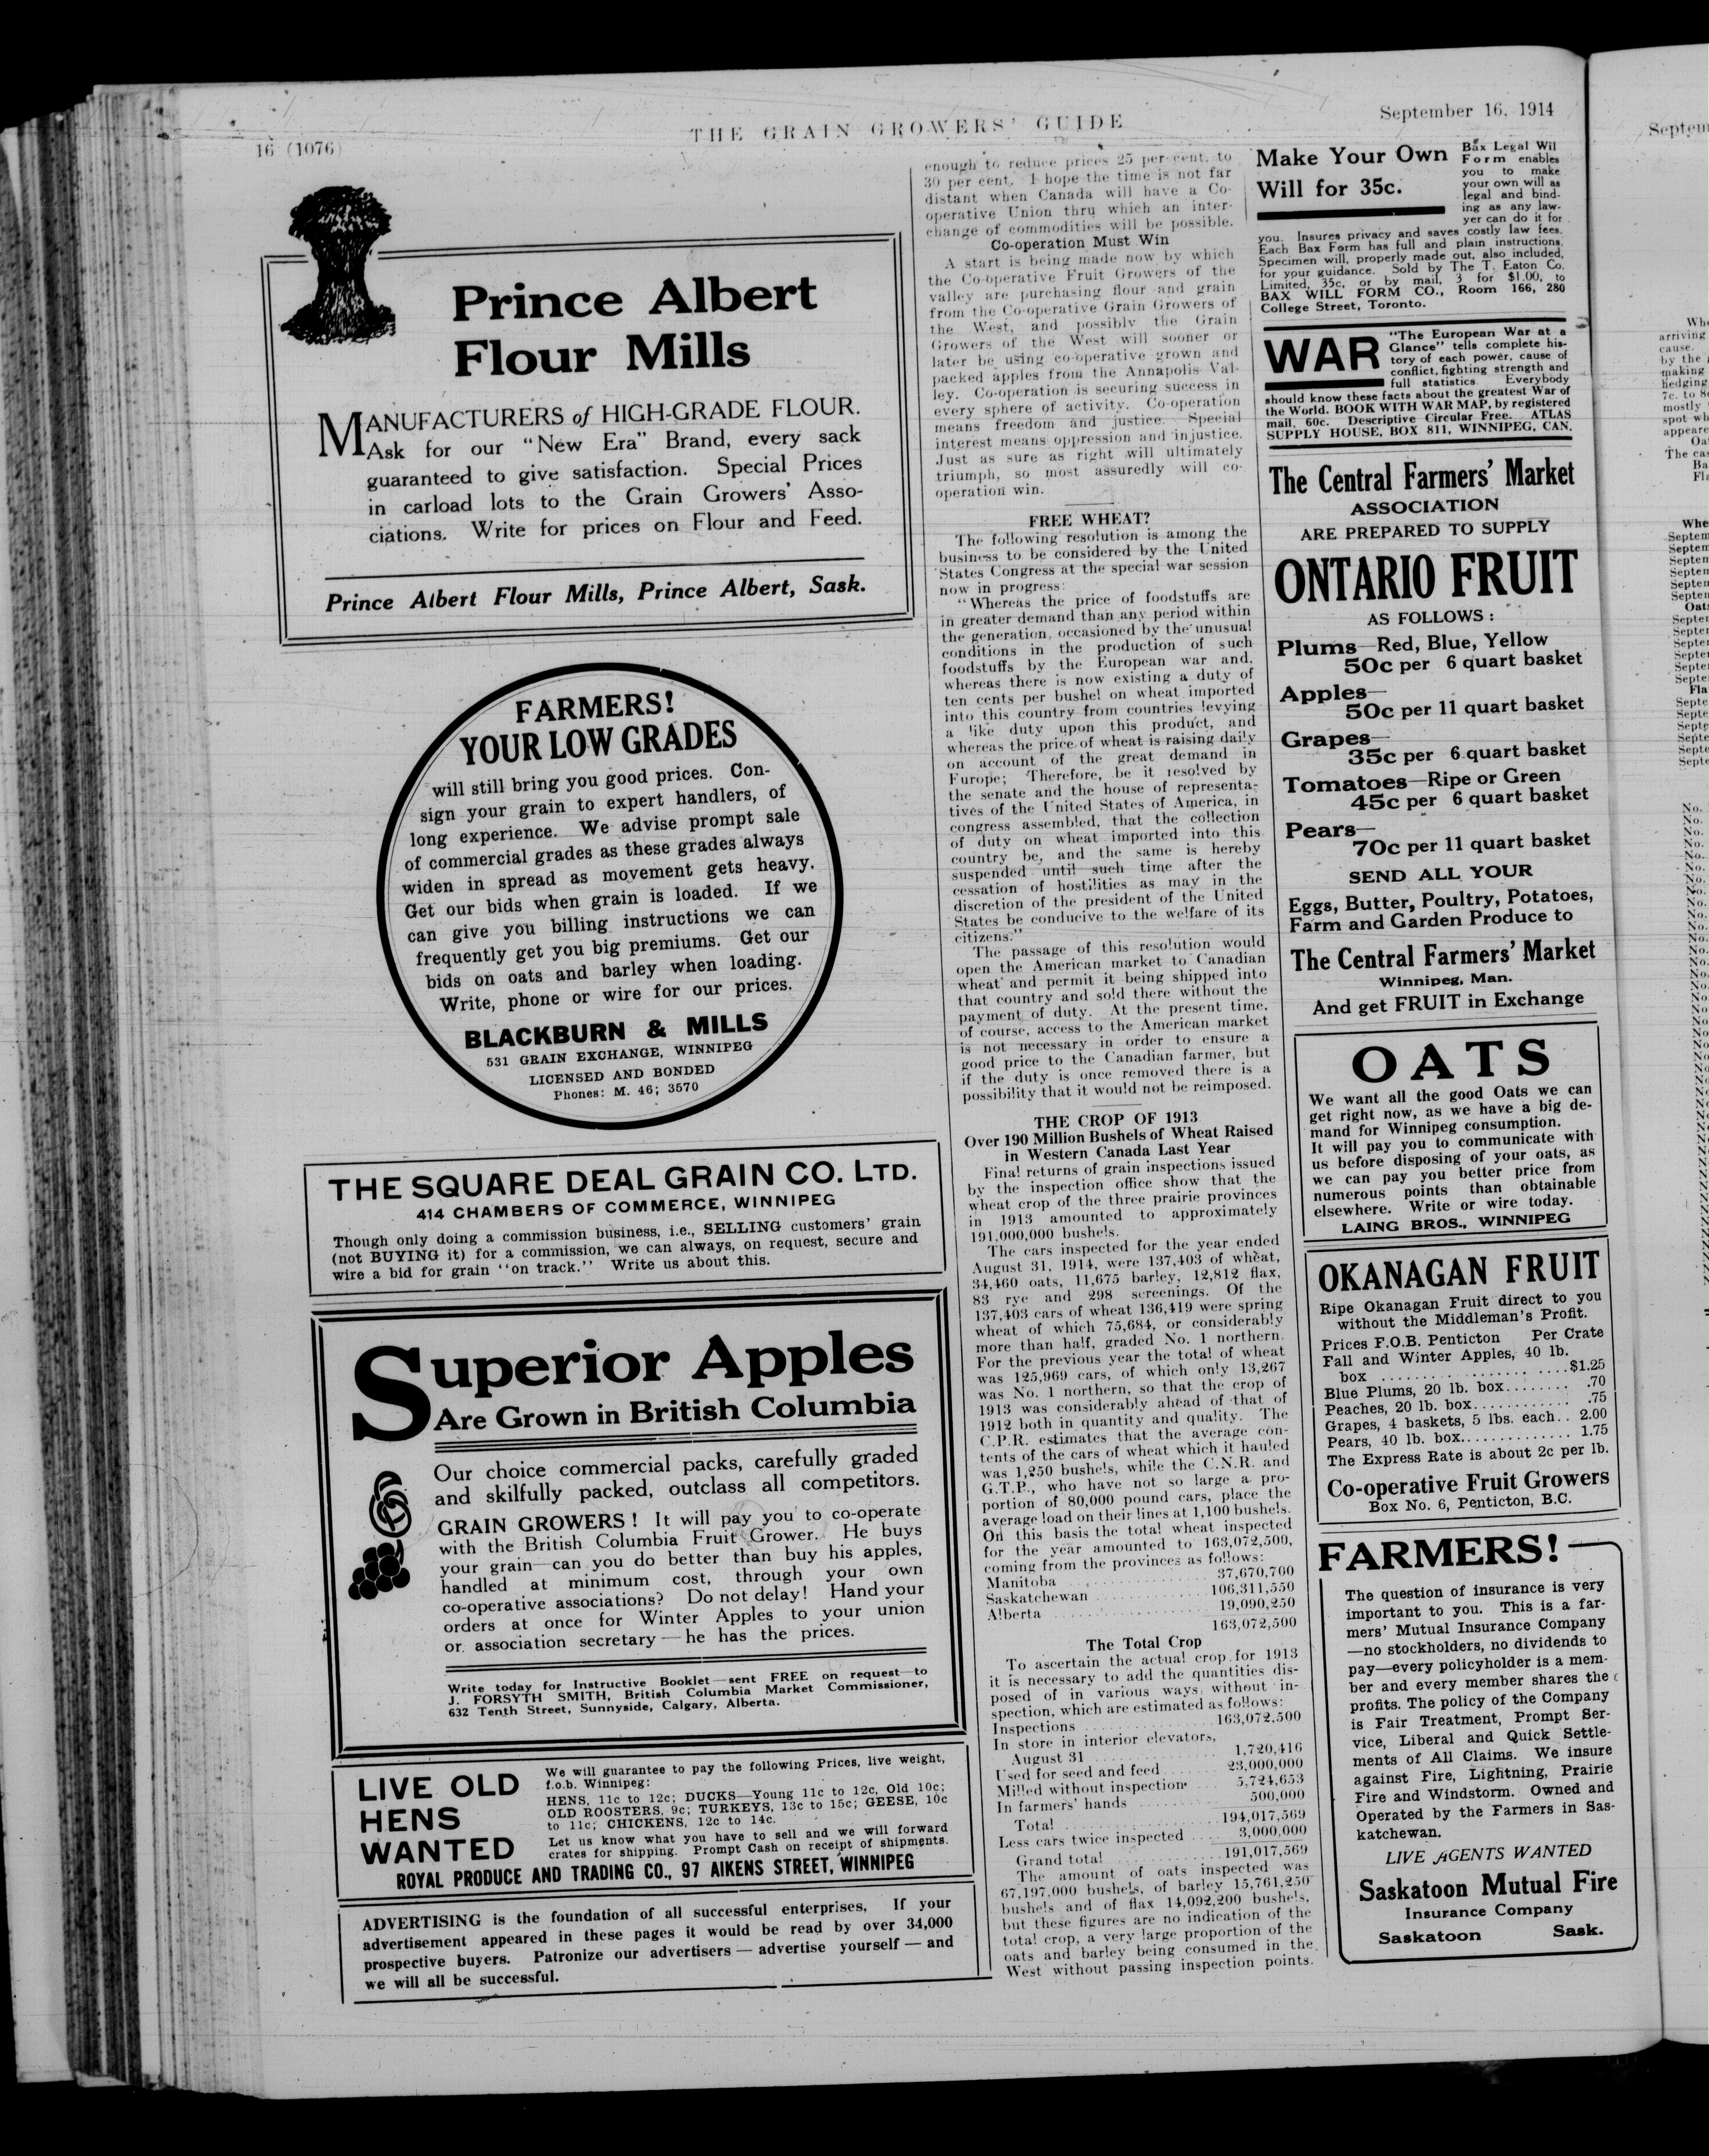 16 (1076)
THE GRAIN GROWERS' GUIDE
September 16, 1914
Prince Albert
Flour Mills
MANUFACTURERS of HIGH-GRADE FLOUR.
Ask for our "New Era" Brand, every sack
guaranteed to give satisfaction. Special Prices
in carload lots to the Grain Growers' Asso-
ciations. Write for prices on Flour and Feed.
Prince Albert Flour Mills, Prince Albert, Sask.
FARMERS!
YOUR LOW GRADES
will still bring you good prices. Con-
sign your grain to expert handlers, of
long experience. We advise prompt sale
of commercial grades as these grades always
widen in spread as movement gets heavy.
Get our bids when grain is loaded. If we
can give you billing instructions we can
frequently get you big premiums. Get our
bids on oats and barley when loading.
Write, phone or wire for our prices.
BLACKBURN & MILLS
531 GRAIN EXCHANGE, WINNIPEG
LICENSED AND BONDED
Phones: M. 46; 3570
THE SQUARE DEAL GRAIN CO. LTD.
414 CHAMBERS OF COMMERCE, WINNIPEG
Though only doing a commission business, i.e., SELLING customers' grain
(not BUYING it) for a commission, we can always, on request, secure and
wire a bid for grain "on track." Write us about this.
Superior Apples
Are Grown in British Columbia
Our choice commercial packs, carefully graded
and skilfully packed, outclass all competitors.
GRAIN GROWERS! It will pay you to co-operate
with the British Columbia Fruit Grower. He buys
your grain—can you do better than buy his apples,
handled at minimum cost, through your own
co-operative associations? Do not delay! Hand your
orders at once for Winter Apples to your union
or association secretary—he has the prices.
Write today for Instructive Booklet—sent FREE on request—to
J. FORSYTH SMITH, British Columbia Market Commissioner,
632 Tenth Street, Sunnyside, Calgary, Alberta.
LIVE OLD
HENS
WANTED
We will guarantee to pay the following Prices, live weight,
f.o.b. Winnipeg:
HENS, 11c to 12c; DUCKS—Young 11c to 12c, Old 10c;
OLD ROOSTERS, 9c; TURKEYS, 13c to 15c; GEESE, 10c
to 11c; CHICKENS, 12c to 14c.
Let us know what you have to sell and we will forward
crates for shipping. Prompt Cash on receipt of shipments.
ROYAL PRODUCE AND TRADING CO., 97 AIKENS STREET, WINNIPEG
ADVERTISING is the foundation of all successful enterprises. If your
advertisement appeared in these pages it would be read by over 34,000
prospective buyers. Patronize our advertisers — advertise yourself — and
we will all be successful.
enough to reduce prices 25 per cent. to
30 per cent. I hope the time is not far
distant when Canada will have a Co-
operative Union thru which an inter-
change of commodities will be possible.
Co-operation Must Win
A start is being made now by which
the Co-operative Fruit Growers of the
valley are purchasing flour and grain
from the Co-operative Grain Growers of
the West, and possibly the Grain
Growers of the West will sooner or
later be using co-operative grown and
packed apples from the Annapolis Val-
ley. Co-operation is securing success in
every sphere of activity. Co-operation
means freedom and justice. Special
interest means oppression and injustice.
Just as sure as right will ultimately
triumph, so most assuredly will co-
operation win.
FREE WHEAT?
The following resolution is among the
business to be considered by the United
States Congress at the special war session
now in progress:
"Whereas the price of foodstuffs are
in greater demand than any period within
the generation, occasioned by the unusual
conditions in the production of such
foodstuffs by the European war and,
whereas there is now existing a duty of
ten cents per bushel on wheat imported
into this country from countries levying
a like duty upon this product, and
whereas the price of wheat is raising daily
on account of the great demand in
Europe; Therefore, be it resolved by
the senate and the house of representa-
tives of the United States of America, in
congress assembled, that the collection
of duty on wheat imported into this
country be, and the same is hereby
suspended until such time after the
cessation of hostilities as may in the
discretion of the president of the United
States be conducive to the welfare of its
citizens."
The passage of this resolution would
open the American market to Canadian
wheat and permit it being shipped into
that country and sold there without the
payment of duty. At the present time,
of course, access to the American market
is not necessary in order to ensure a
good price to the Canadian farmer, but
if the duty is once removed there is a
possibility that it would not be reimposed.
THE CROP OF 1913
Over 190 Million Bushels of Wheat Raised
in Western Canada Last Year
Final returns of grain inspections issued
by the inspection office show that the
wheat crop of the three prairie provinces
in 1913 amounted to approximately
191,000,000 bushels.
The cars inspected for the year ended
August 31, 1914, were 137,403 of wheat,
34,460 oats, 11,675 barley, 12,812 flax,
83 rye and 298 screenings. Of the
137,403 cars of wheat 136,419 were spring
wheat of which 75,684, or considerably
more than half, graded No. 1 northern.
For the previous year the total of wheat
was 125,969 cars, of which only 13,267
was No. 1 northern, so that the crop of
1913 was considerably ahead of that of
1912 both in quantity and quality. The
C.P.R. estimates that the average con-
tents of the cars of wheat which it hauled
was 1,250 bushels, while the C.N.R. and
G.T.P., who have not so large a pro-
portion of 80,000 pound cars, place the
average load on their lines at 1,100 bushels.
On this basis the total wheat inspected
for the year amounted to 163,072,500,
coming from the provinces as follows:
Manitoba 37,670,700
Saskatchewan 106,311,550
Alberta 19,090,250
163,072,500
The Total Crop
To ascertain the actual crop for 1913
it is necessary to add the quantities dis-
posed of in various ways without in-
spection, which are estimated as follows:
Inspections 163,072,500
In store in interior elevators,
August 31 1,720,416
Used for seed and feed 23,000,000
Milled without inspection 5,724,653
In farmers' hands 500,000
Total 194,017,569
Less cars twice inspected 3,000,000
Grand total 191,017,569
The amount of oats inspected was
67,197,000 bushels, of barley 15,761,250
bushels and of flax 14,092,200 bushels,
but these figures are no indication of the
total crop, a very large proportion of the
oats and barley being consumed in the
West without passing inspection points.
Make Your Own
Will for 35c.
Bax Legal Wil
Form enables
you to make
your own will as
legal and bind-
ing as any law-
yer can do it for
you. Insures privacy and saves costly law fees.
Each Bax Form has full and plain instructions.
Specimen will, properly made out, also included,
for your guidance. Sold by The T. Eaton Co.
Limited, 35c, or by mail, 3 for $1.00, to
BAX WILL FORM CO., Room 166, 280
College Street, Toronto.
WAR
"The European War at a
Glance" tells complete his-
tory of each power, cause of
conflict, fighting strength and
full statistics. Everybody
should know these facts about the greatest War of
the World. BOOK WITH WAR MAP, by registered
mail, 60c. Descriptive Circular Free. ATLAS
SUPPLY HOUSE, BOX 811, WINNIPEG, CAN.
The Central Farmers' Market
ASSOCIATION
ARE PREPARED TO SUPPLY
ONTARIO FRUIT
AS FOLLOWS:
Plums—Red, Blue, Yellow
50c per 6 quart basket
Apples—
50c per 11 quart basket
Grapes—
35c per 6 quart basket
Tomatoes—Ripe or Green
45c per 6 quart basket
Pears—
70c per 11 quart basket
SEND ALL YOUR
Eggs, Butter, Poultry, Potatoes,
Farm and Garden Produce to
The Central Farmers' Market
Winnipeg, Man.
And get FRUIT in Exchange
OATS
We want all the good Oats we can
get right now, as we have a big de-
mand for Winnipeg consumption.
It will pay you to communicate with
us before disposing of your oats, as
we can pay you better price from
numerous points than obtainable
elsewhere. Write or wire today.
LAING BROS., WINNIPEG
OKANAGAN FRUIT
Ripe Okanagan Fruit direct to you
without the Middleman's Profit.
Prices F.O.B. Penticton Per Crate
Fall and Winter Apples, 40 lb.
box $1.25
Blue Plums, 20 lb. box .70
Peaches, 20 lb. box .75
Grapes, 4 baskets, 5 lbs. each 2.00
Pears, 40 lb. box 1.75
The Express Rate is about 2c per lb.
Co-operative Fruit Growers
Box No. 6, Penticton, B.C.
FARMERS!
The question of insurance is very
important to you. This is a far-
mers' Mutual Insurance Company
—no stockholders, no dividends to
pay—every policyholder is a mem-
ber and every member shares the
profits. The policy of the Company
is Fair Treatment, Prompt Ser-
vice, Liberal and Quick Settle-
ments of All Claims. We insure
against Fire, Lightning, Prairie
Fire and Windstorm. Owned and
Operated by the Farmers in Sas-
katchewan.
LIVE AGENTS WANTED
Saskatoon Mutual Fire
Insurance Company
Saskatoon Sask.